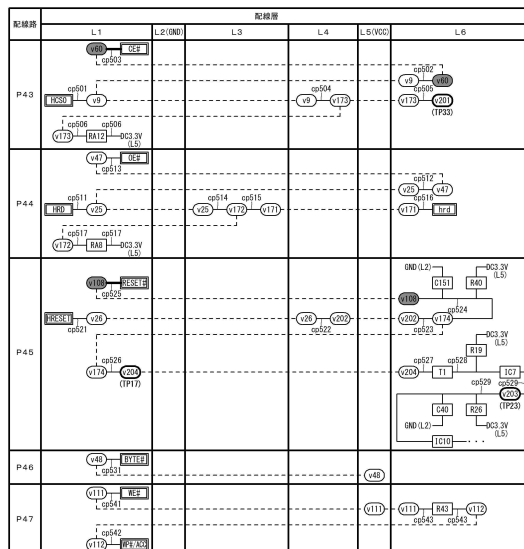 配線路 配線層
L1 L2(GND) L3 L4 L5(VCC) L6
P43
v60 CE#
cp503
cp502
v9 v60
cp501 cp504 cp505
HCS0 v9 v9 v173 v173 v201
(TP33)
cp506 cp506
v173 RA12 DC3.3V
(L5)
P44
v47 OE#
cp513
cp512
v25 v47
cp511 cp514 cp515 cp516
HRD v25 v25 v172 v171 v171 hrd
cp517 cp517
v172 RA8 DC3.3V
(L5)
P45
GND(L2) DC3.3V
(L5)
C151 R40
v108 RESET#
cp525
v108
cp524
HRESET v26 v26 v202 v202 v174
cp521 cp522 cp523
DC3.3V
(L5)
R19
cp526 cp527 cp528
v174 v204 v204 T1 IC7
(TP17)
cp529 cp529
v203
(TP23)
C40 R26
GND(L2) DC3.3V
(L5)
IC10 ···
P46
v48 BYTE#
cp531
v48
P47
v111 WE# v111 v111 R43 v112
cp541 cp543 cp543
cp542
v112 WP#/ACC